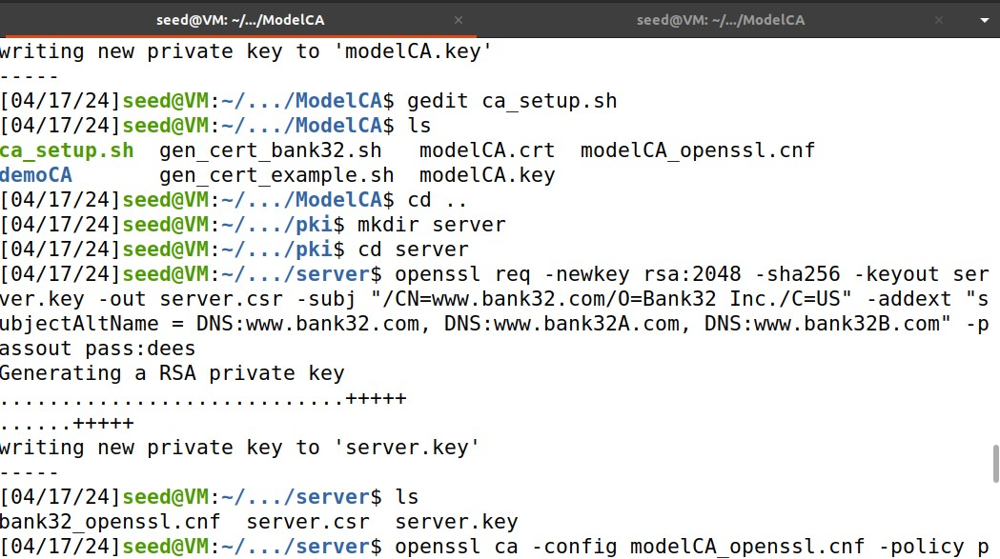 seed@VM: ~/.../ModelCA
seed@VM: ~/.../ModelCA
writing new private key to 'modelCA.key'
-----
[04/17/24]seed@VM:~/.../ModelCA$ gedit ca_setup.sh
[04/17/24]seed@VM:~/.../ModelCA$ ls
ca_setup.sh  gen_cert_bank32.sh   modelCA.crt  modelCA_openssl.cnf
demoCA       gen_cert_example.sh  modelCA.key
[04/17/24]seed@VM:~/.../ModelCA$ cd ..
[04/17/24]seed@VM:~/.../pki$ mkdir server
[04/17/24]seed@VM:~/.../pki$ cd server
[04/17/24]seed@VM:~/.../server$ openssl req -newkey rsa:2048 -sha256 -keyout ser
ver.key -out server.csr -subj "/CN=www.bank32.com/O=Bank32 Inc./C=US" -addext "s
ubjectAltName = DNS:www.bank32.com, DNS:www.bank32A.com, DNS:www.bank32B.com" -p
assout pass:dees
Generating a RSA private key
............................+++++
......+++++
writing new private key to 'server.key'
-----
[04/17/24]seed@VM:~/.../server$ ls
bank32_openssl.cnf  server.csr  server.key
[04/17/24]seed@VM:~/.../server$ openssl ca -config modelCA_openssl.cnf -policy p